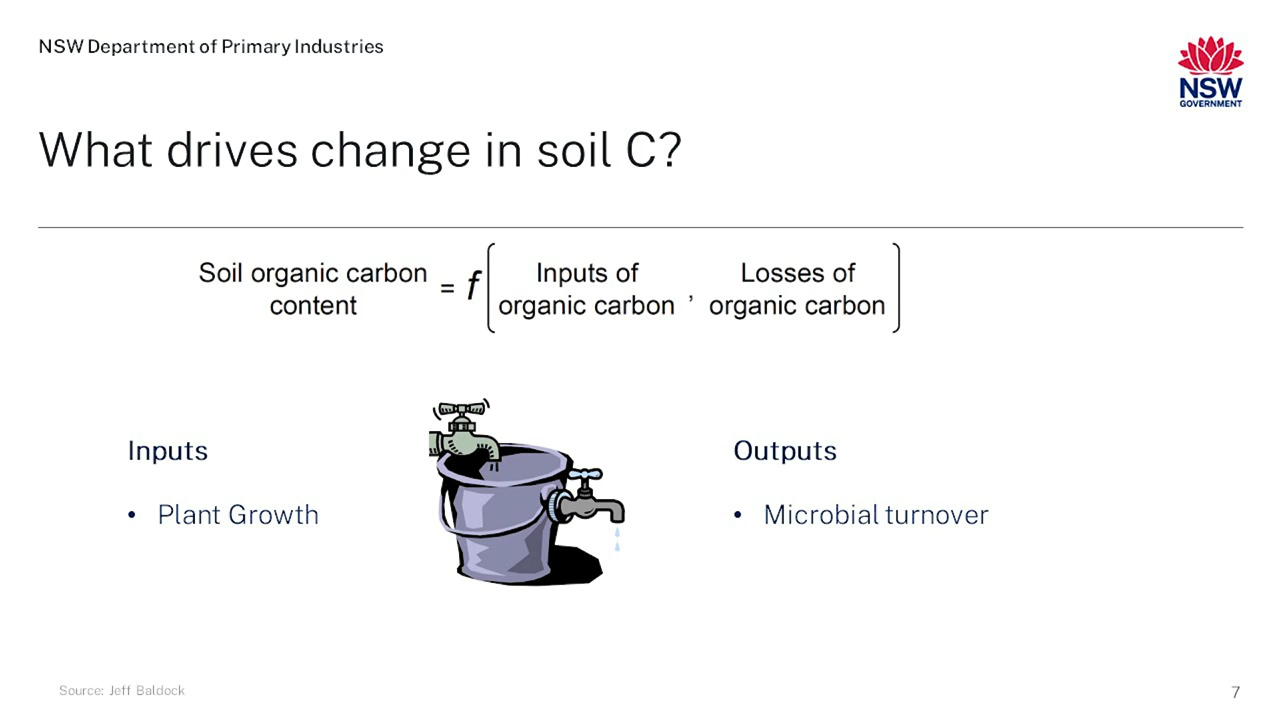 NSW Department of Primary Industries
NSW
GOVERNMENT
What drives change in soil C?
Soil organic carbon
content
= f
Inputs of
organic carbon
,
Losses of
organic carbon
Inputs
• Plant Growth
Outputs
• Microbial turnover
Source: Jeff Baldock
7